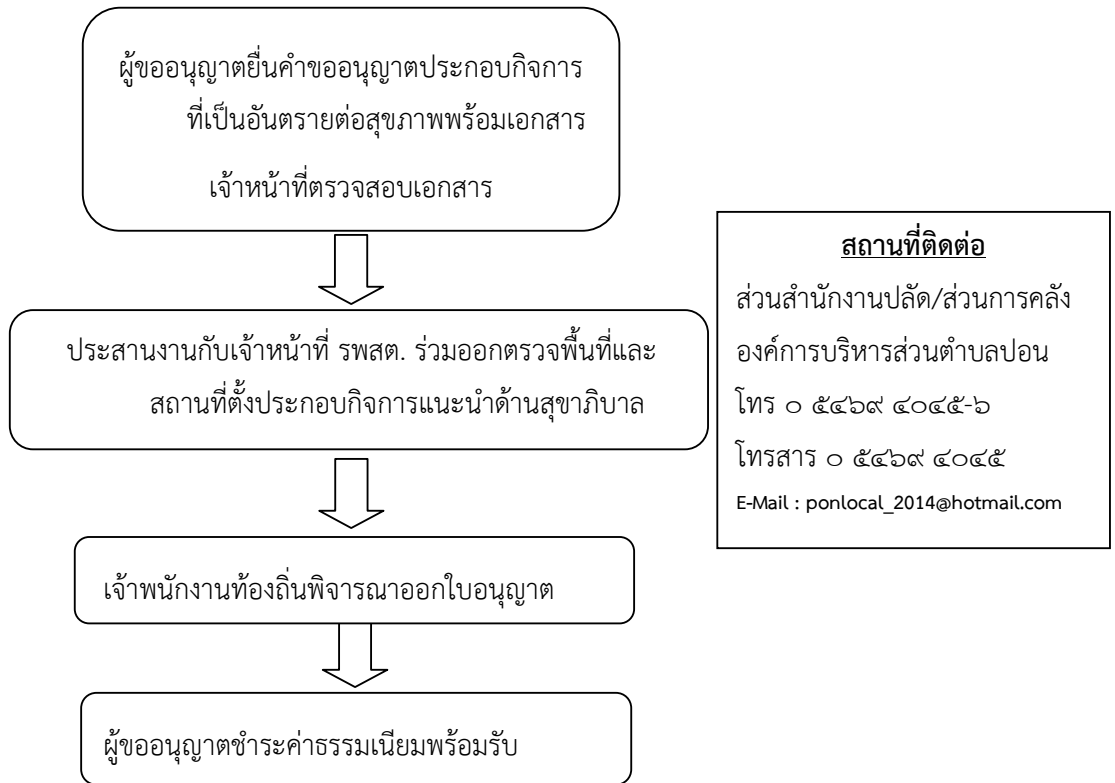 ผู้ขออนุญาตยื่นคำขออนุญาตประกอบกิจการ
ที่เป็นอันตรายต่อสุขภาพพร้อมเอกสาร
เจ้าหน้าที่ตรวจสอบเอกสาร
ประสานงานกับเจ้าหน้าที่ รพสต. ร่วมออกตรวจพื้นที่และ
สถานที่ตั้งประกอบกิจการแนะนำด้านสุขาภิบาล
เจ้าพนักงานท้องถิ่นพิจารณาออกใบอนุญาต
ผู้ขออนุญาตชำระค่าธรรมเนียมพร้อมรับ
สถานที่ติดต่อ
ส่วนสำนักงานปลัด/ส่วนการคลัง
องค์การบริหารส่วนตำบลปอน
โทร ๐ ๕๔๖๙ ๔๐๔๕-๖
โทรสาร ๐ ๕๔๖๙ ๔๐๔๕
E-Mail : ponlocal_2014@hotmail.com